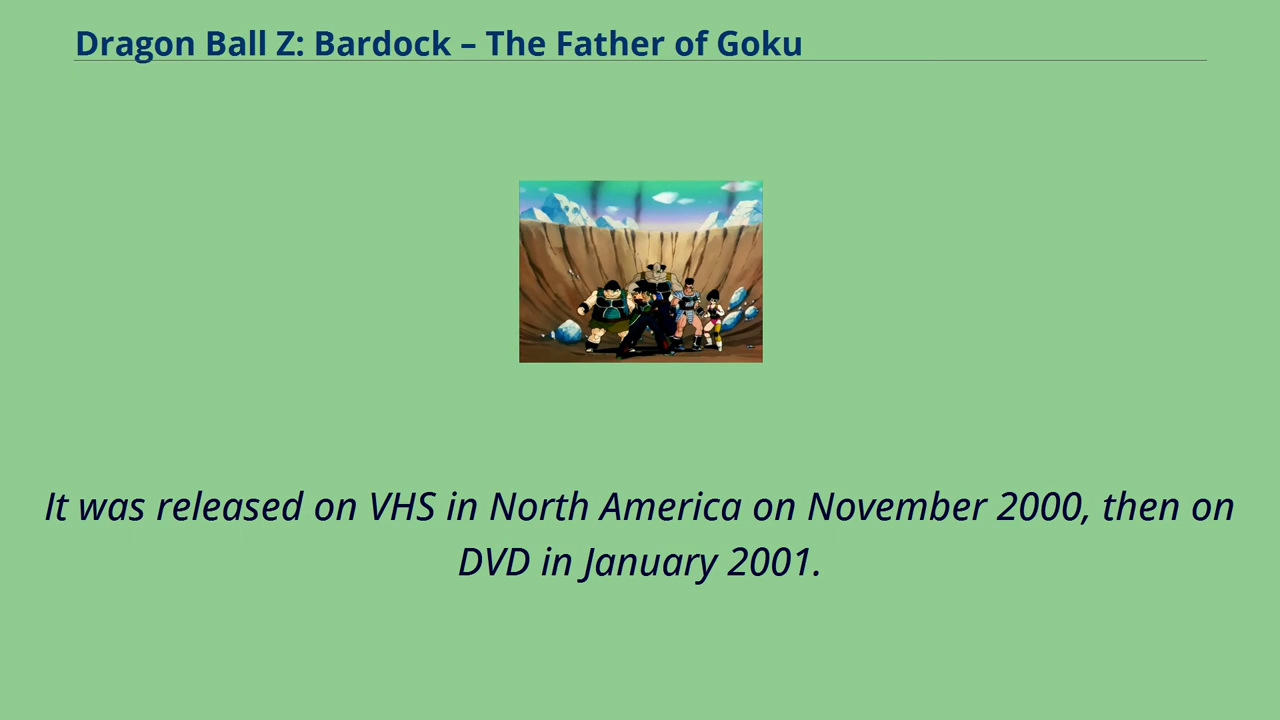 Dragon Ball Z: Bardock – The Father of Goku
It was released on VHS in North America on November 2000, then on
DVD in January 2001.